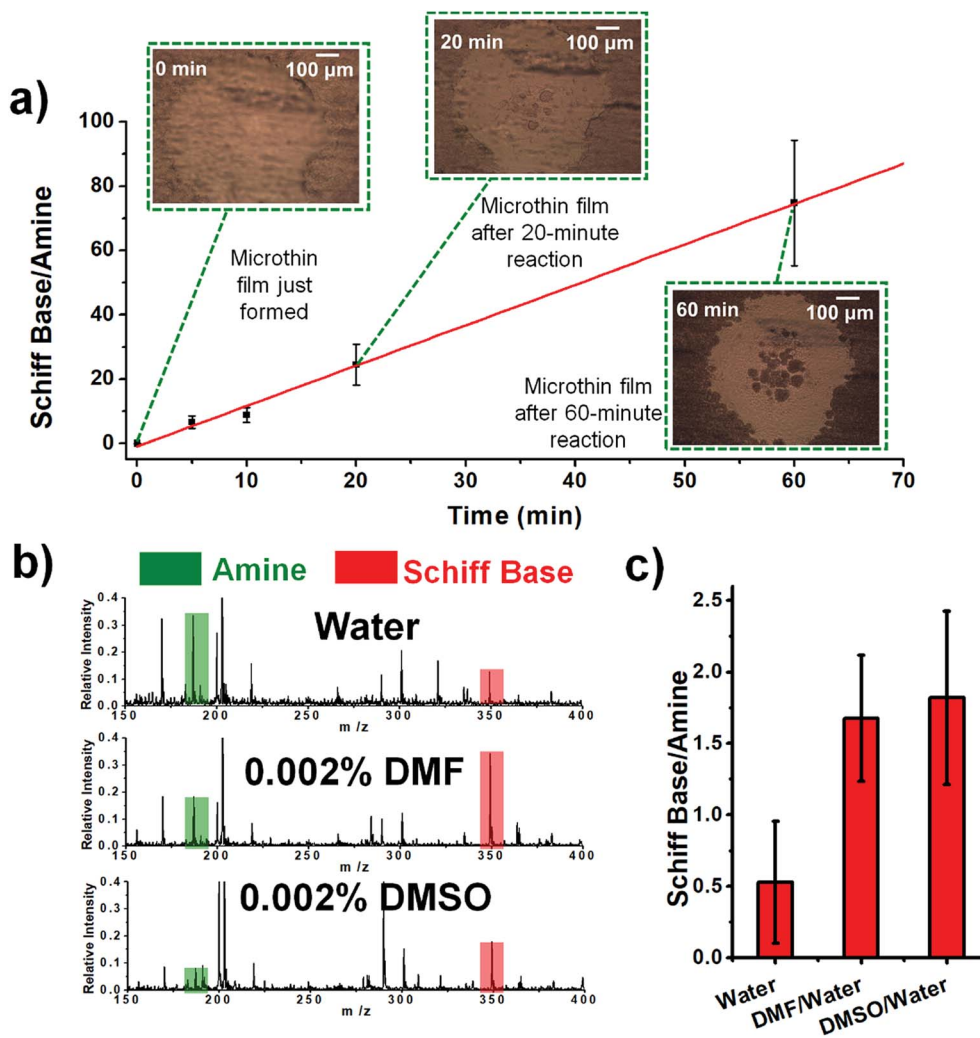 a)
0 min
100 µm
20 min
100 µm
Microthin
film just
formed
Microthin film
after 20-minute
reaction
60 min
100 µm
Microthin film
after 60-minute
reaction
Schiff Base/Amine
100
80
60
40
20
0
0 10 20 30 40 50 60 70
Time (min)
b)
Amine Schiff Base
Water
Relative Intensity
0.4
0.3
0.2
0.1
0.0
150 200 250 300 350 400
m /z
0.002% DMF
Relative Intensity
0.4
0.3
0.2
0.1
0.0
150 200 250 300 350 400
m /z
0.002% DMSO
Relative Intensity
0.4
0.3
0.2
0.1
0.0
150 200 250 300 350 400
m /z
c)
Schiff Base/Amine
2.5
2.0
1.5
1.0
0.5
0.0
Water
DMF/Water
DMSO/Water